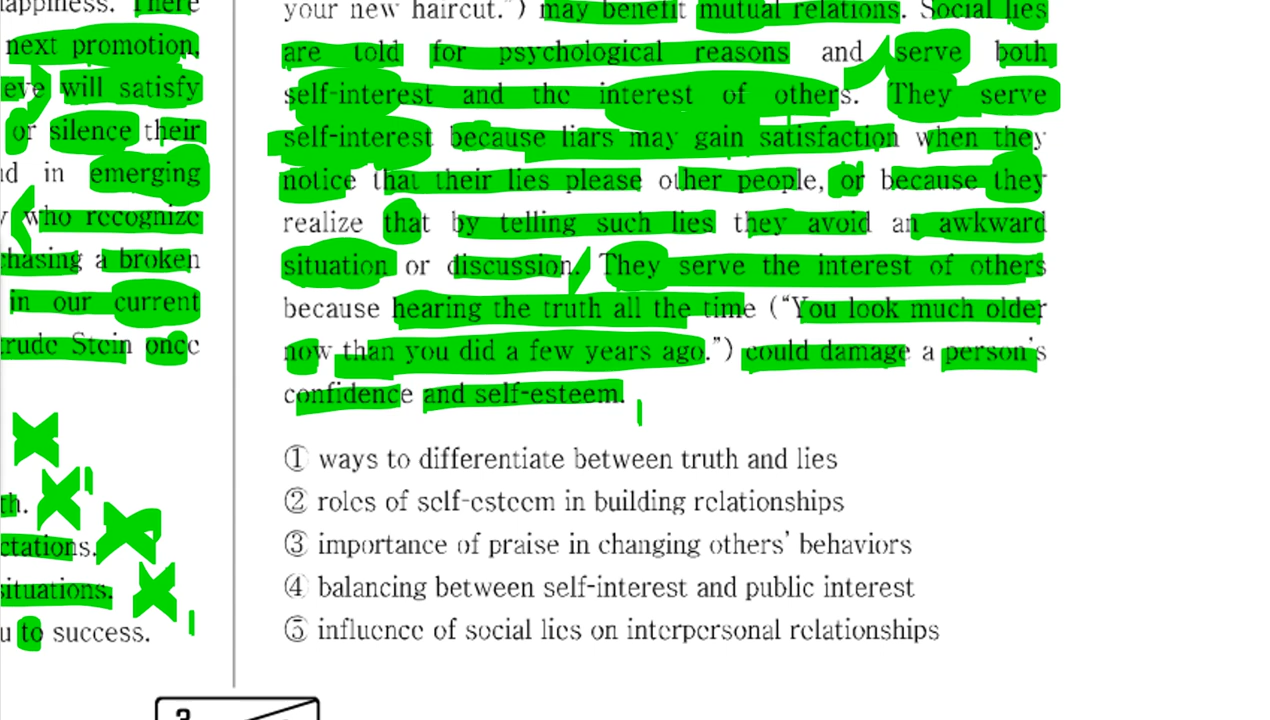 appiness. There
next promotion,
eve will satisfy
or silence their
d in emerging
who recognize
hasing a broken
in our current
rude Stein once
th.
ctations.
situations.
u to success.
your new haircut.") may benefit mutual relations. Social lies
are told for psychological reasons and serve both
self-interest and the interest of others. They serve
self-interest because liars may gain satisfaction when they
notice that their lies please other people, or because they
realize that by telling such lies they avoid an awkward
situation or discussion. They serve the interest of others
because hearing the truth all the time ("You look much older
now than you did a few years ago.") could damage a person's
confidence and self-esteem.
① ways to differentiate between truth and lies
② roles of self-esteem in building relationships
③ importance of praise in changing others' behaviors
④ balancing between self-interest and public interest
⑤ influence of social lies on interpersonal relationships